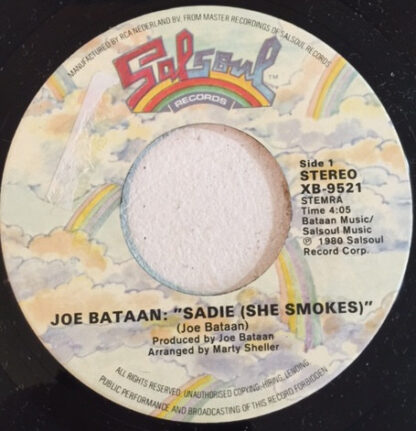 MANUFACTURED BY RCA NEDERLAND BV. FROM MASTER RECORDINGS OF SALSOUL RECORDS
Salsoul
TM
RECORDS
Side 1
STEREO
XB-9521
STEMRA
Time 4:05
Bataan Music/
Salsoul Music
℗ 1980 Salsoul
Record Corp.
JOE BATAAN: "SADIE (SHE SMOKES)"
(Joe Bataan)
Produced by Joe Bataan
Arranged by Marty Sheller
ALL RIGHTS RESERVED. UNAUTHORISED COPYING, HIRING, LENDING
PUBLIC PERFORMANCE AND BROADCASTING OF THIS RECORD FORBIDDEN